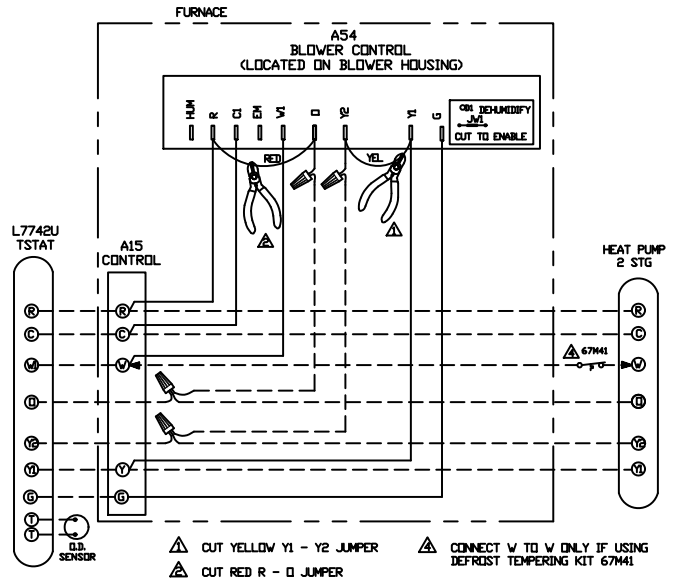 FURNACE
A54
BLOWER CONTROL
(LOCATED ON BLOWER HOUSING)
HUM
R
C1
EM
W1
O
Y2
Y1
G
CB1 DEHUMIDIFY
JW1
CUT TO ENABLE
RED
YEL
2
1
L7742U
TSTAT
A15
CONTROL
HEAT PUMP
2 STG
R
R
R
C
C
C
W1
W
4 67M41
W
O
O
Y2
Y2
Y1
Y
Y1
G
G
T
T
O.D.
SENSOR
1 CUT YELLOW Y1 - Y2 JUMPER
2 CUT RED R - O JUMPER
4 CONNECT W TO W ONLY IF USING
DEFROST TEMPERING KIT 67M41